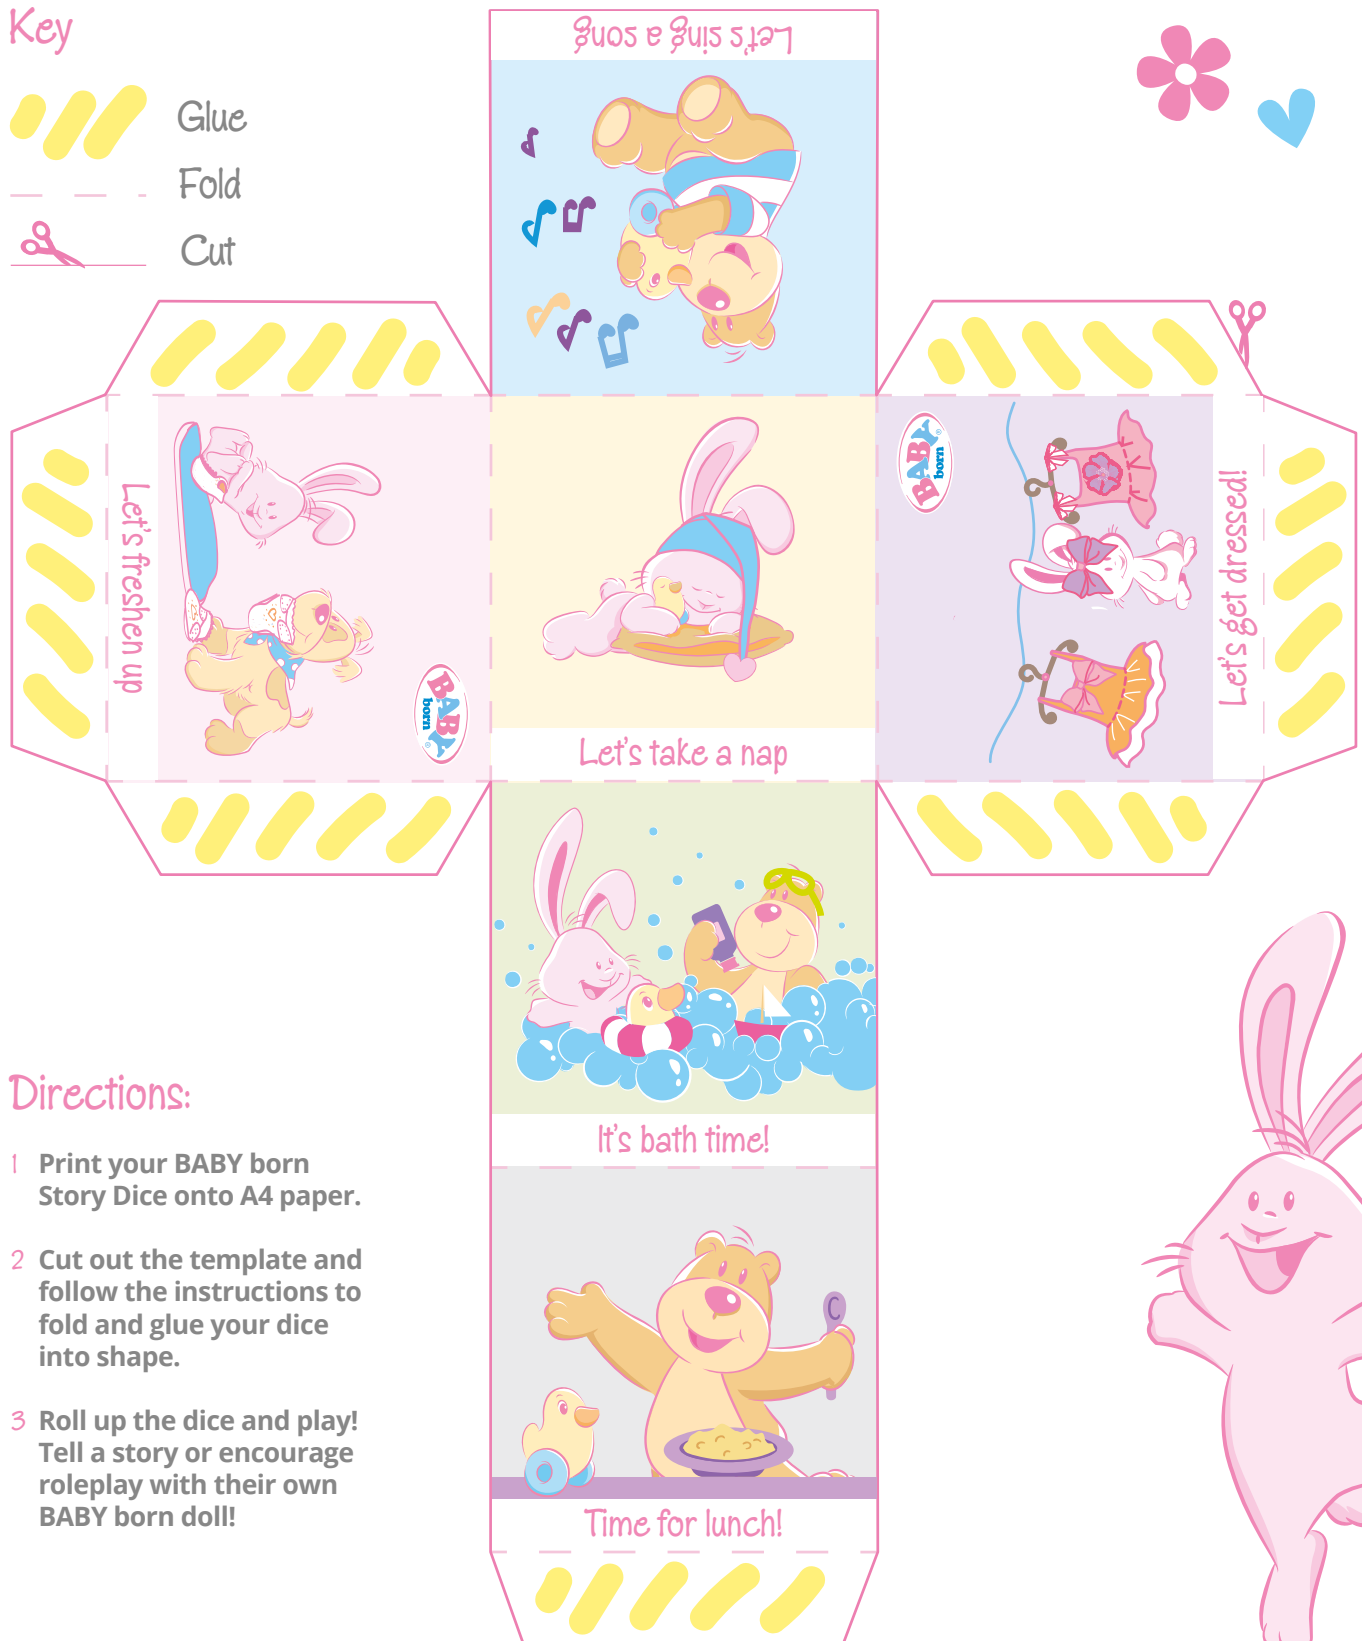 Key
Glue
Fold
Cut
Let's sing a song
Let's freshen up
BABY
born
®
Let's take a nap
BABY
born
®
Let's get dressed!
It's bath time!
C
Time for lunch!
Directions:
1 Print your BABY born
Story Dice onto A4 paper.
2 Cut out the template and
follow the instructions to
fold and glue your dice
into shape.
3 Roll up the dice and play!
Tell a story or encourage
roleplay with their own
BABY born doll!